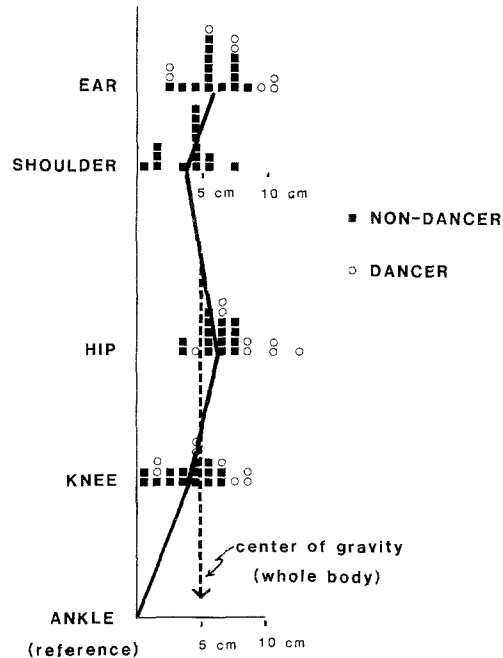 EAR
SHOULDER
5 cm 10 cm
■ NON-DANCER
○ DANCER
HIP
KNEE
center of gravity
(whole body)
ANKLE
(reference)
5 cm 10 cm